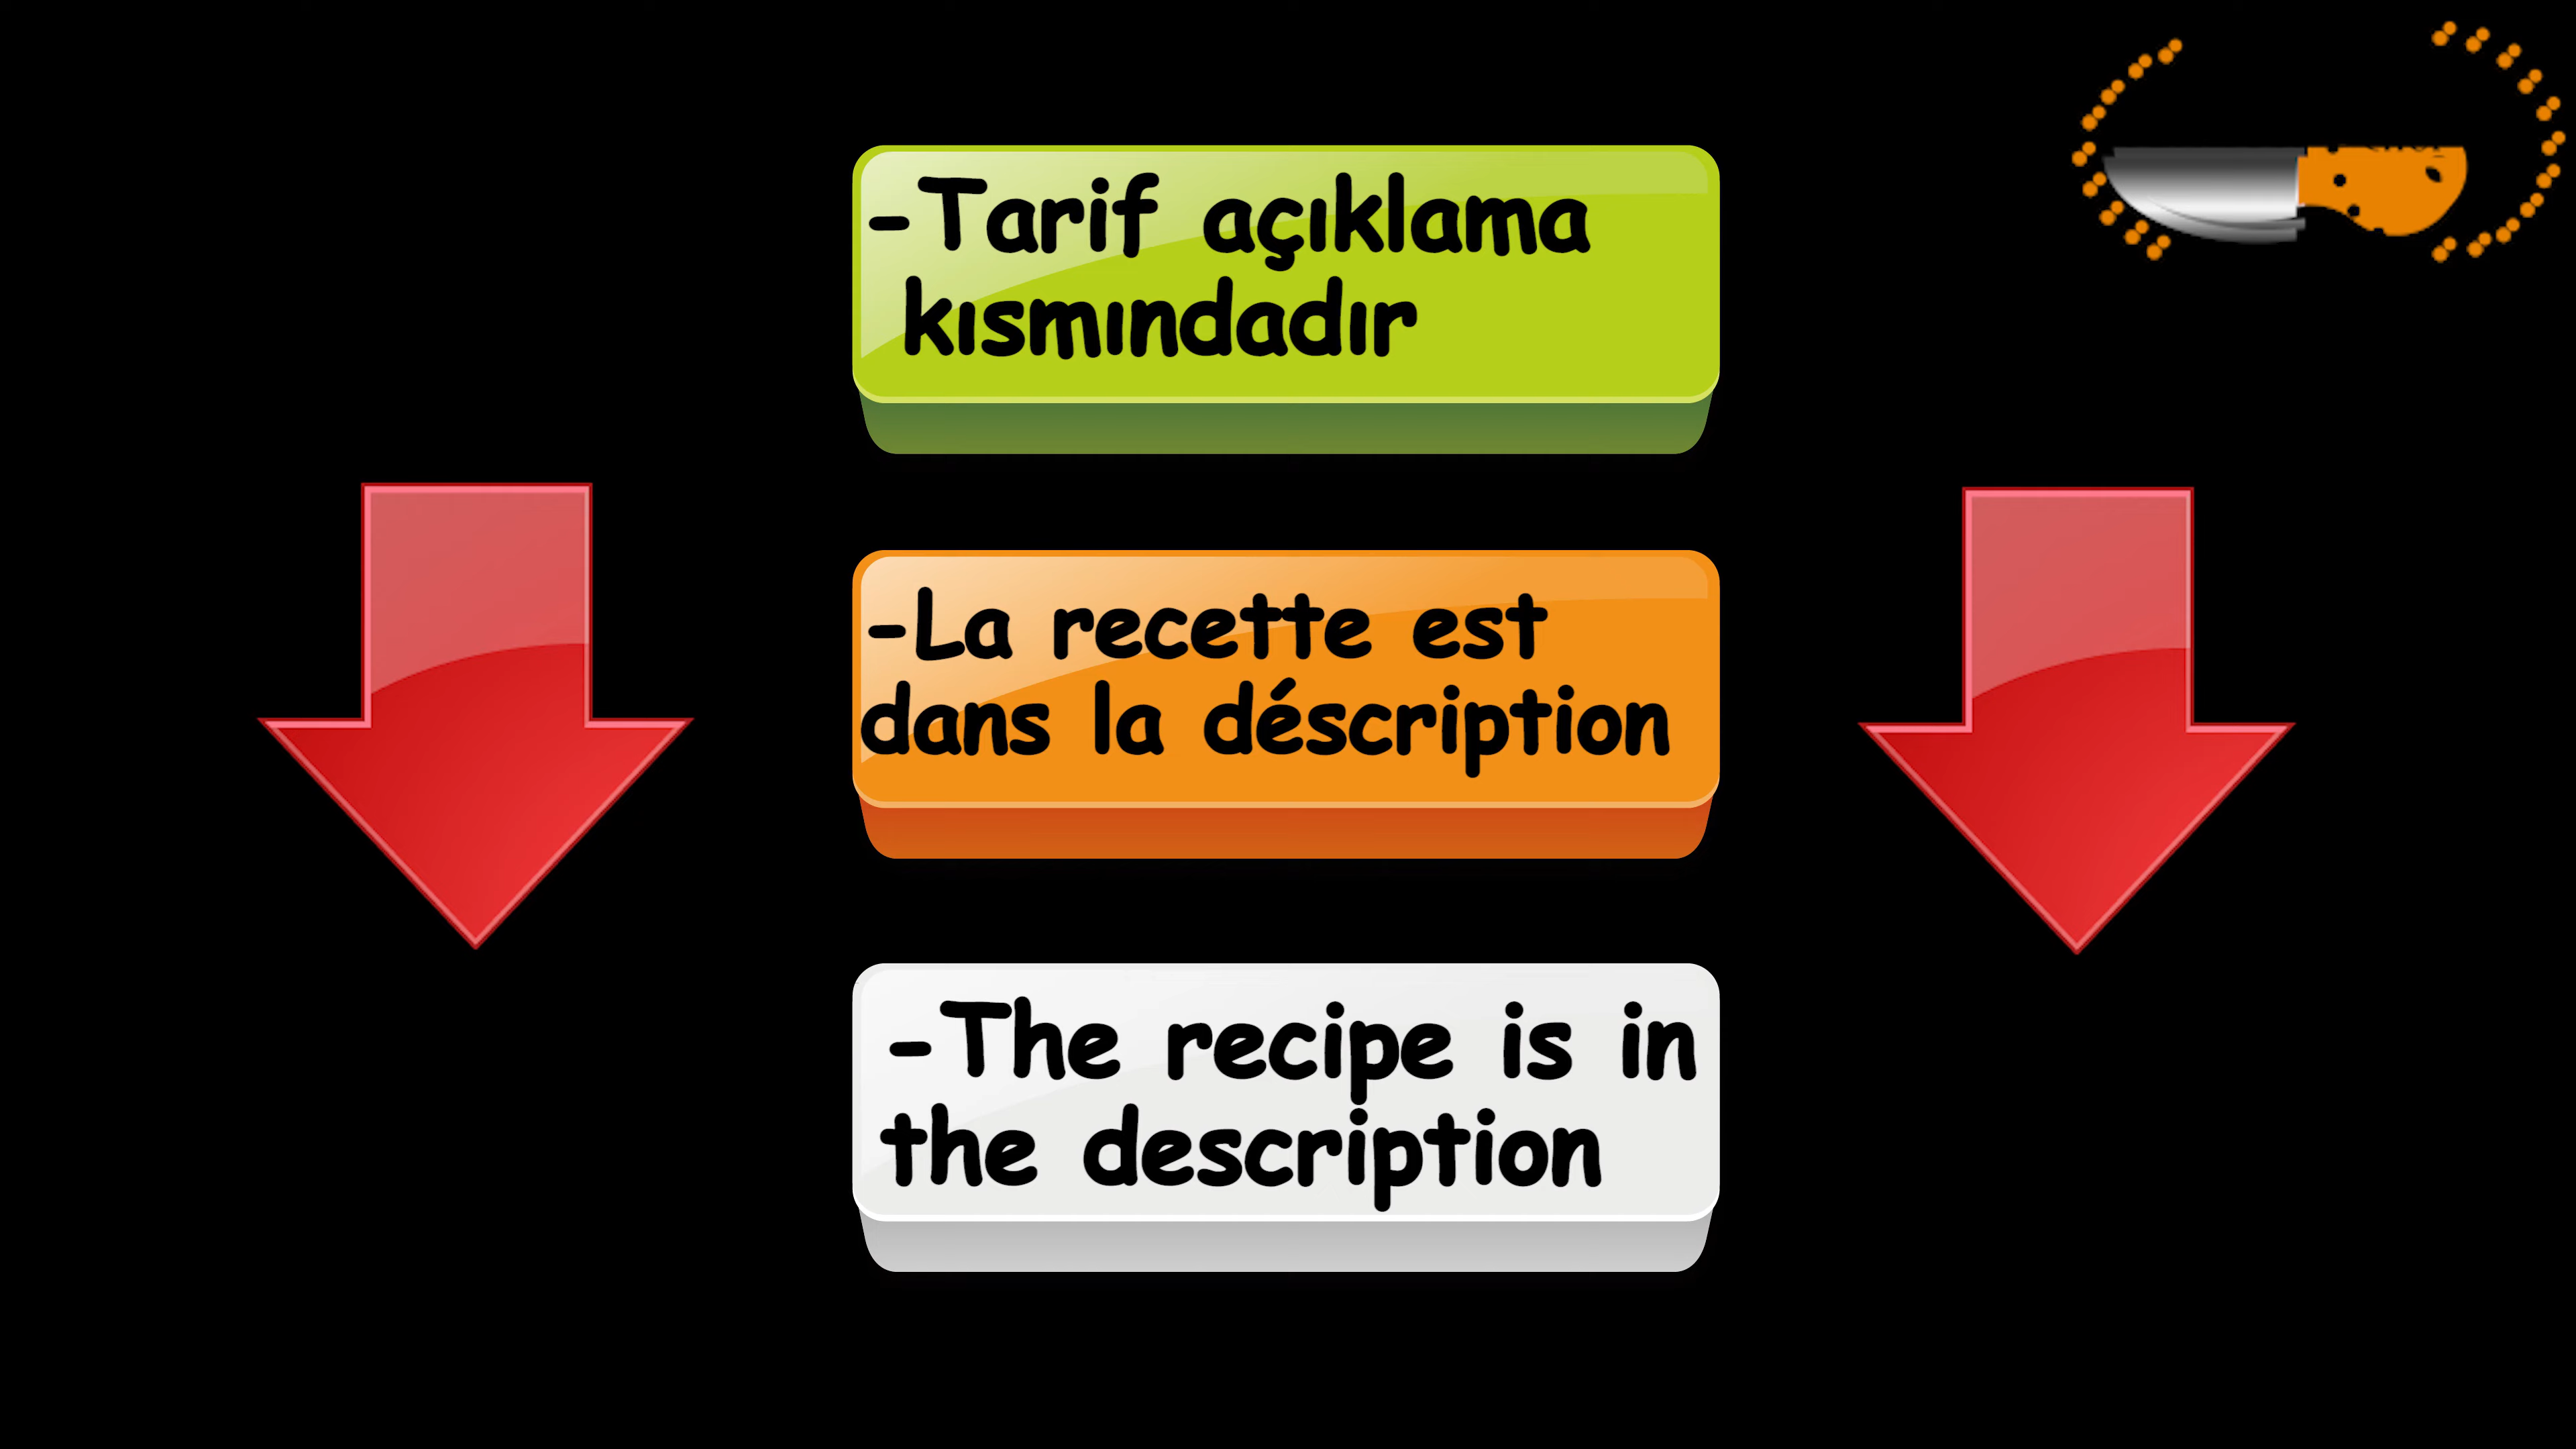 -Tarif açıklama
kısmındadır
-La recette est
dans la déscription
-The recipe is in
the description